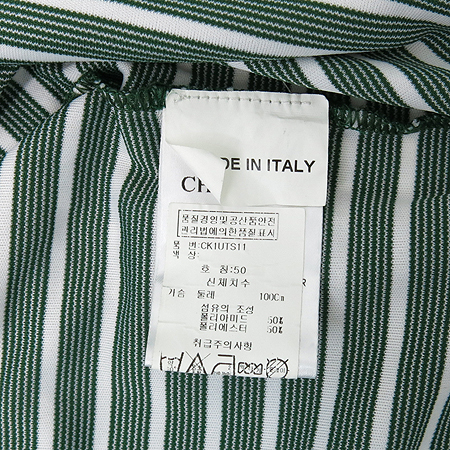 DE IN ITALY
CH
품질경영및공산품안전
관리법에의한품질표시
품 번:CK1UTS11
색 상:
호 칭:50
신체치수
가슴 둘레 100Cm
섬유의 조성
폴리아미드 50%
폴리에스터 50%
취급주의사항